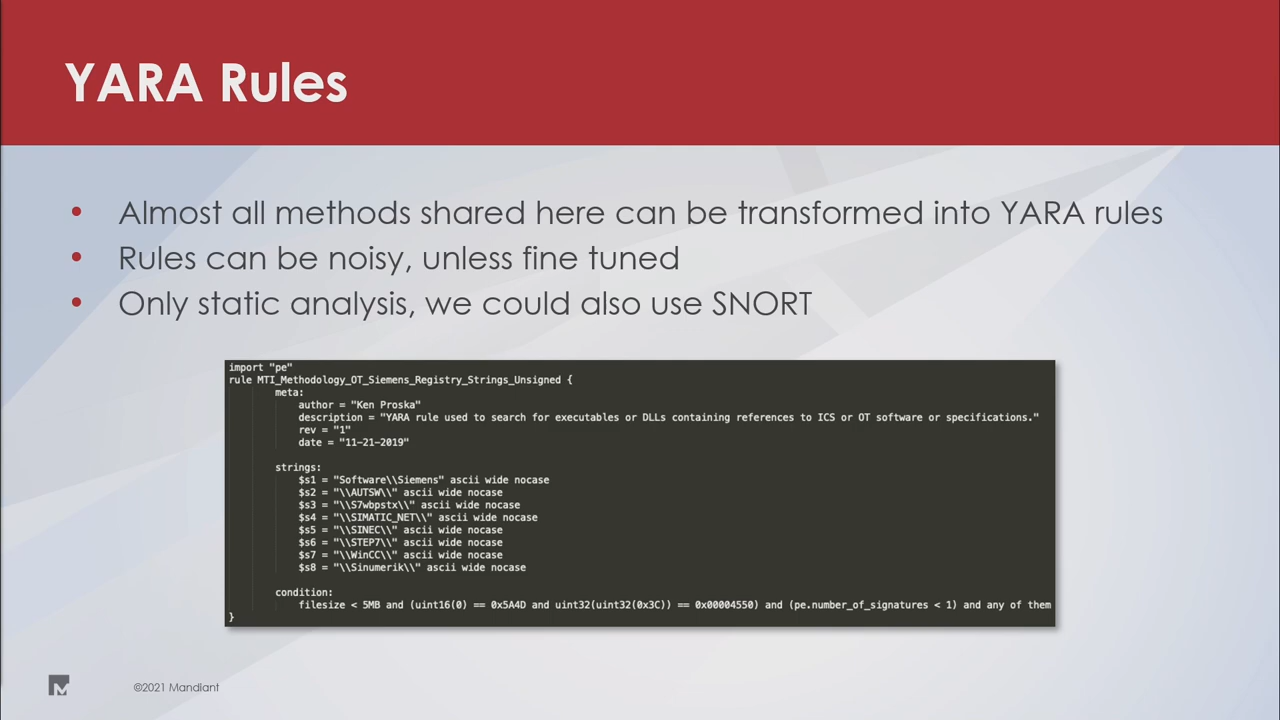 YARA Rules
• Almost all methods shared here can be transformed into YARA rules
• Rules can be noisy, unless fine tuned
• Only static analysis, we could also use SNORT
import "pe"
rule MTI_Methodology_OT_Siemens_Registry_Strings_Unsigned {
meta:
author = "Ken Proska"
description = "YARA rule used to search for executables or DLLs containing references to ICS or OT software or specifications."
rev = "1"
date = "11-21-2019"
strings:
$s1 = "Software\\Siemens" ascii wide nocase
$s2 = "\\AUTSW\\" ascii wide nocase
$s3 = "\\S7wbpstx\\" ascii wide nocase
$s4 = "\\SIMATIC_NET\\" ascii wide nocase
$s5 = "\\SINEC\\" ascii wide nocase
$s6 = "\\STEP7\\" ascii wide nocase
$s7 = "\\WinCC\\" ascii wide nocase
$s8 = "\\Sinumerik\\" ascii wide nocase
condition:
filesize < 5MB and (uint16(0) == 0x5A4D and uint32(uint32(0x3C)) == 0x00004550) and (pe.number_of_signatures < 1) and any of them
}
©2021 Mandiant